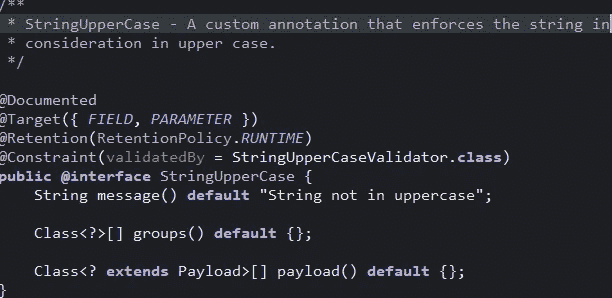 /**
* StringUpperCase - A custom annotation that enforces the string in
* consideration in upper case.
*/
@Documented
@Target({ FIELD, PARAMETER })
@Retention(RetentionPolicy.RUNTIME)
@Constraint(validatedBy = StringUpperCaseValidator.class)
public @interface StringUpperCase {
String message() default "String not in uppercase";
Class<?>[] groups() default {};
Class<? extends Payload>[] payload() default {};
}